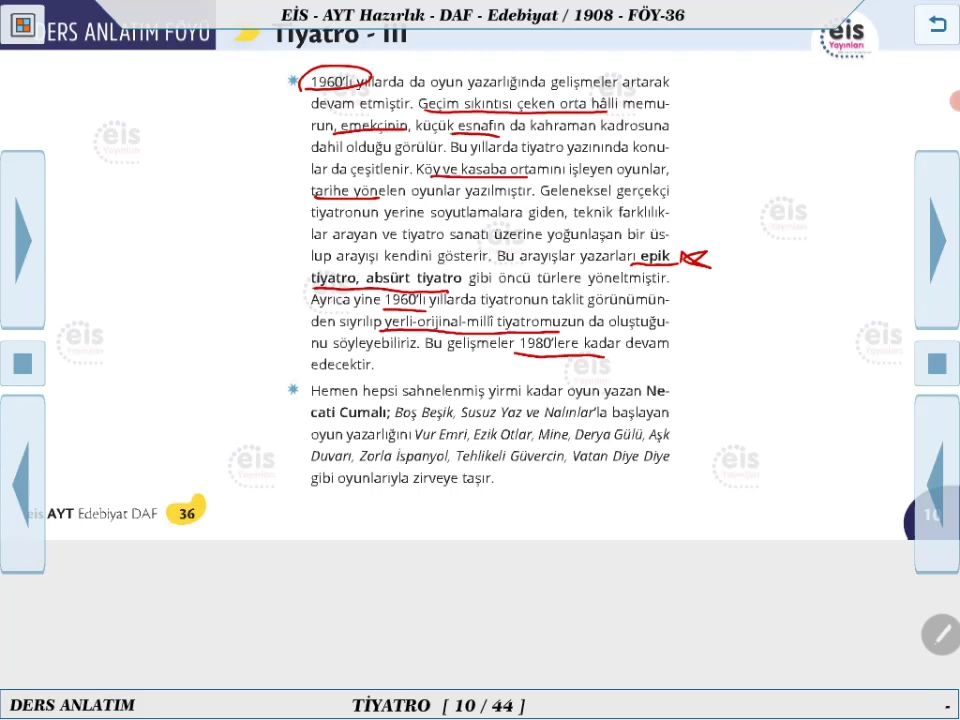 EİS - AYT Hazırlık - DAF - Edebiyat / 1908 - FÖY-36
DERS ANLATIM FÖYÜ
Tiyatro - III
eis
Yayınları
1960'lı yıllarda da oyun yazarlığında gelişmeler artarak
devam etmiştir. Geçim sıkıntısı çeken orta hâlli memu-
run, emekçinin, küçük esnafın da kahraman kadrosuna
dahil olduğu görülür. Bu yıllarda tiyatro yazınında konu-
lar da çeşitlenir. Köy ve kasaba ortamını işleyen oyunlar,
tarihe yönelen oyunlar yazılmıştır. Geleneksel gerçekçi
tiyatronun yerine soyutlamalara giden, teknik farklılık-
lar arayan ve tiyatro sanatı üzerine yoğunlaşan bir üs-
lup arayışı kendini gösterir. Bu arayışlar yazarları epik
tiyatro, absürt tiyatro gibi öncü türlere yöneltmiştir.
Ayrıca yine 1960'lı yıllarda tiyatronun taklit görünümün-
den sıyrılıp yerli-orijinal-millî tiyatromuzun da oluştuğu-
nu söyleyebiliriz. Bu gelişmeler 1980'lere kadar devam
edecektir.
Hemen hepsi sahnelenmiş yirmi kadar oyun yazan Ne-
cati Cumalı; Boş Beşik, Susuz Yaz ve Nalınlar'la başlayan
oyun yazarlığını Vur Emri, Ezik Otlar, Mine, Derya Gülü, Aşk
Duvarı, Zorla İspanyol, Tehlikeli Güvercin, Vatan Diye Diye
gibi oyunlarıyla zirveye taşır.
eis AYT Edebiyat DAF 36
10
DERS ANLATIM
TİYATRO [ 10 / 44 ]
-